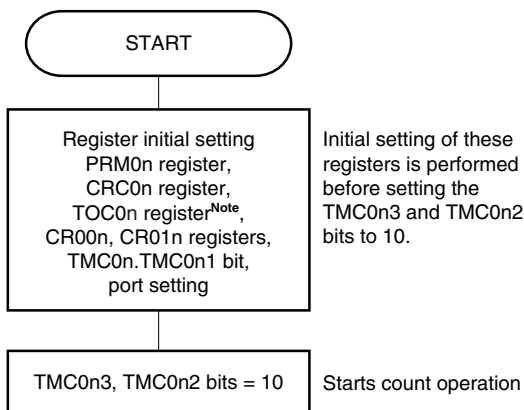 START
Register initial setting
PRM0n register,
CRC0n register,
TOC0n registerNote,
CR00n, CR01n registers,
TMC0n.TMC0n1 bit,
port setting
Initial setting of these
registers is performed
before setting the
TMC0n3 and TMC0n2
bits to 10.
TMC0n3, TMC0n2 bits = 10
Starts count operation